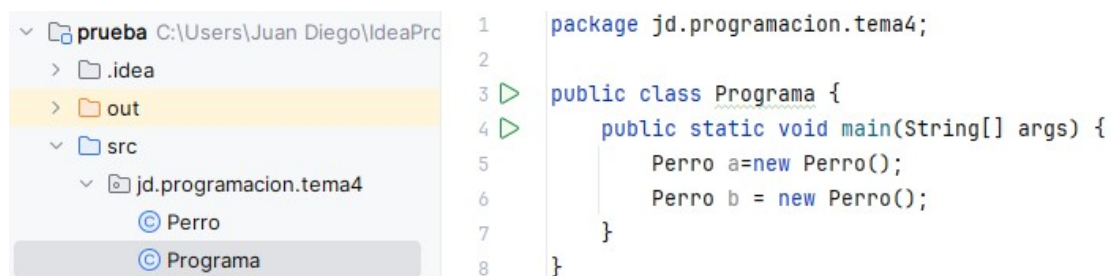 prueba C:\Users\Juan Diego\IdeaPrc
.idea
out
src
jd.programacion.tema4
Perro
Programa
1 package jd.programacion.tema4;
2
3 public class Programa {
4 public static void main(String[] args) {
5 Perro a=new Perro();
6 Perro b = new Perro();
7 }
8 }